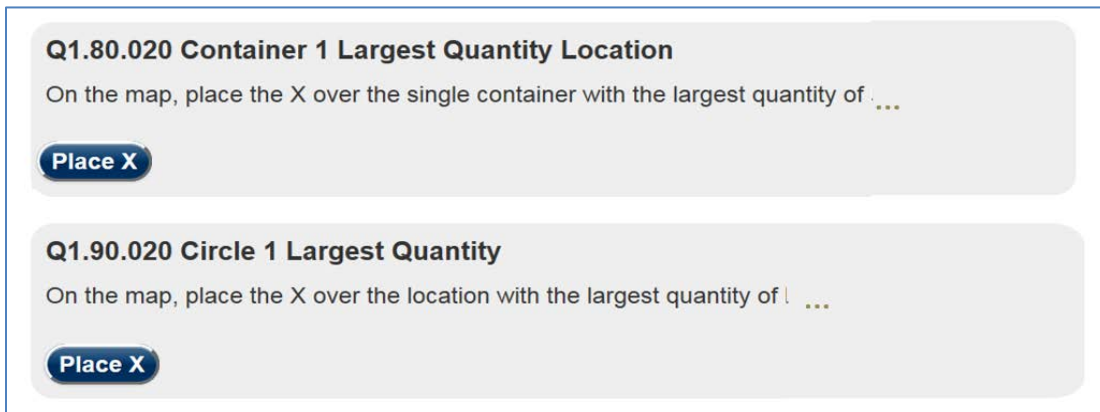 Q1.80.020 Container 1 Largest Quantity Location
On the map, place the X over the single container with the largest quantity of ...
Place X
Q1.90.020 Circle 1 Largest Quantity
On the map, place the X over the location with the largest quantity of ...
Place X